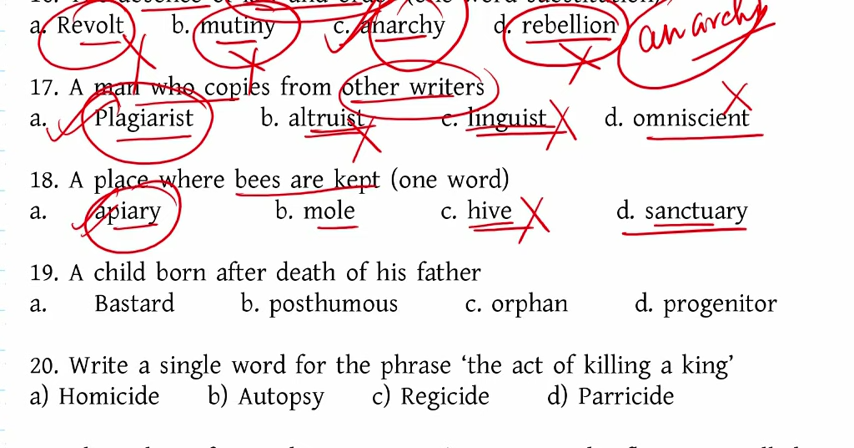 a. Revolt b. mutiny c. anarchy d. rebellion anarchy
17. A man who copies from other writers
a. Plagiarist b. altruist c. linguist d. omniscient
18. A place where bees are kept (one word)
a. apiary b. mole c. hive d. sanctuary
19. A child born after death of his father
a. Bastard b. posthumous c. orphan d. progenitor
20. Write a single word for the phrase ‘the act of killing a king’
a) Homicide b) Autopsy c) Regicide d) Parricide